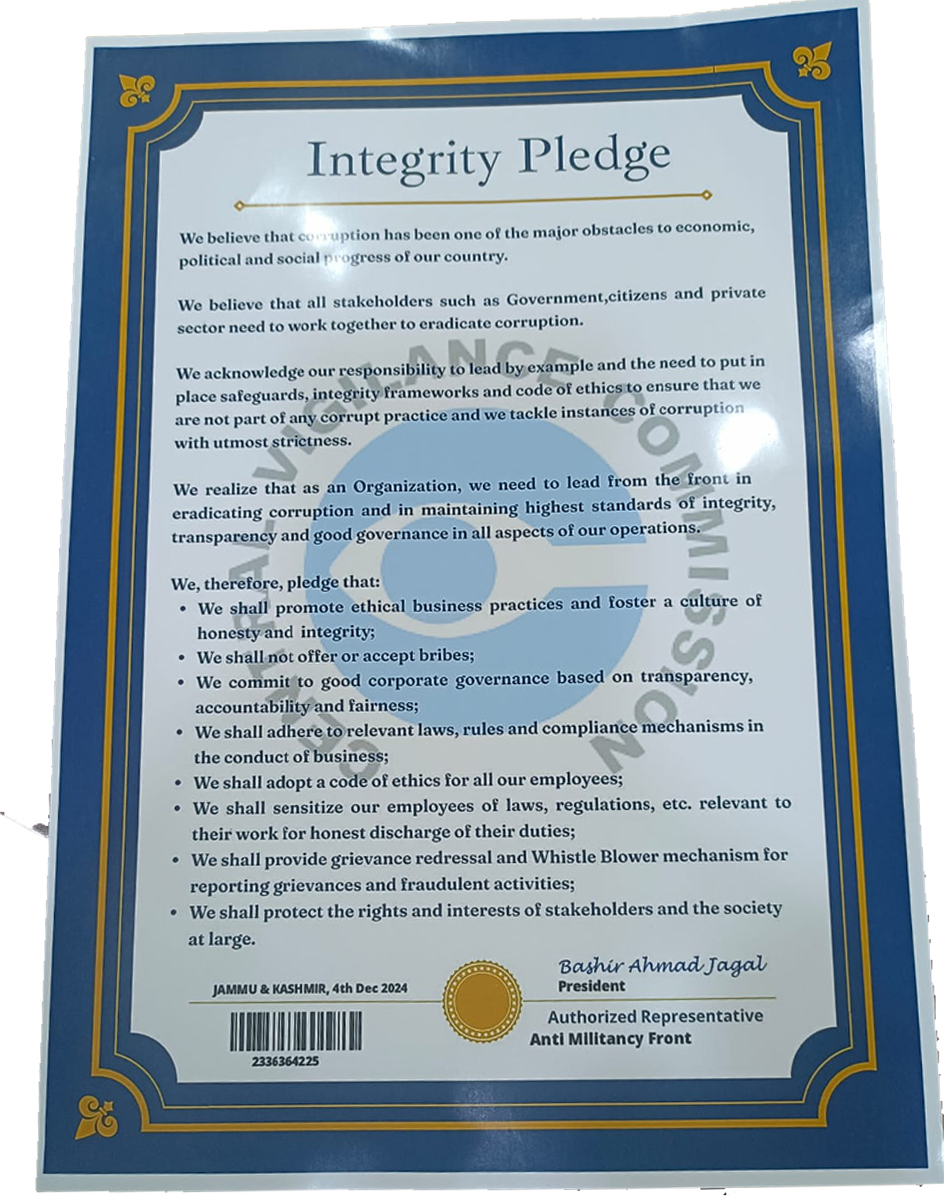 Integrity Pledge
We believe that corruption has been one of the major obstacles to economic,
political and social progress of our country.
We believe that all stakeholders such as Government,citizens and private
sector need to work together to eradicate corruption.
We acknowledge our responsibility to lead by example and the need to put in
place safeguards, integrity frameworks and code of ethics to ensure that we
are not part of any corrupt practice and we tackle instances of corruption
with utmost strictness.
We realize that as an Organization, we need to lead from the front in
eradicating corruption and in maintaining highest standards of integrity,
transparency and good governance in all aspects of our operations.
We, therefore, pledge that:
• We shall promote ethical business practices and foster a culture of
honesty and integrity;
• We shall not offer or accept bribes;
• We commit to good corporate governance based on transparency,
accountability and fairness;
• We shall adhere to relevant laws, rules and compliance mechanisms in
the conduct of business;
• We shall adopt a code of ethics for all our employees;
• We shall sensitize our employees of laws, regulations, etc. relevant to
their work for honest discharge of their duties;
• We shall provide grievance redressal and Whistle Blower mechanism for
reporting grievances and fraudulent activities;
• We shall protect the rights and interests of stakeholders and the society
at large.
CENTRAL VIGILANCE COMMISSION
JAMMU & KASHMIR, 4th Dec 2024
2336364225
Bashir Ahmad Jagal
President
Authorized Representative
Anti Militancy Front